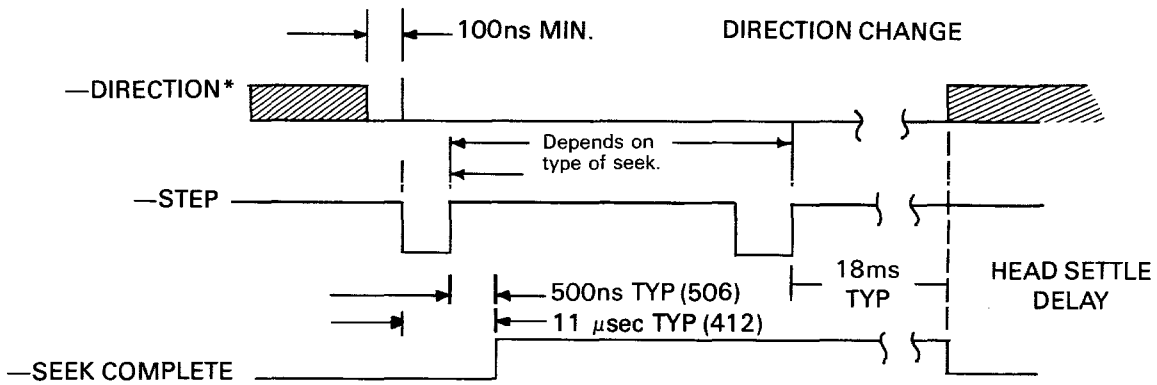 100ns MIN.
DIRECTION CHANGE
—DIRECTION*
Depends on
type of seek.
—STEP
18ms
TYP
HEAD SETTLE
DELAY
500ns TYP (506)
11 μsec TYP (412)
—SEEK COMPLETE